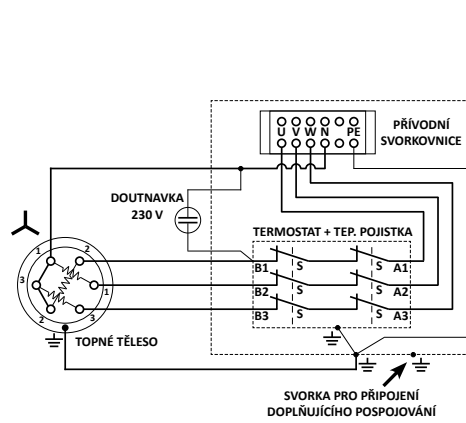 U V W N PE
PŘÍVODNÍ
SVORKOVNICE
DOUTNAVKA
230 V
TERMOSTAT + TEP. POJISTKA
B1 S S A1
B2 S S A2
B3 S S A3
1 2
3 1
2 3
TOPNÉ TĚLESO
SVORKA PRO PŘIPOJENÍ
DOPLŇUJÍCÍHO POSPOJOVÁNÍ